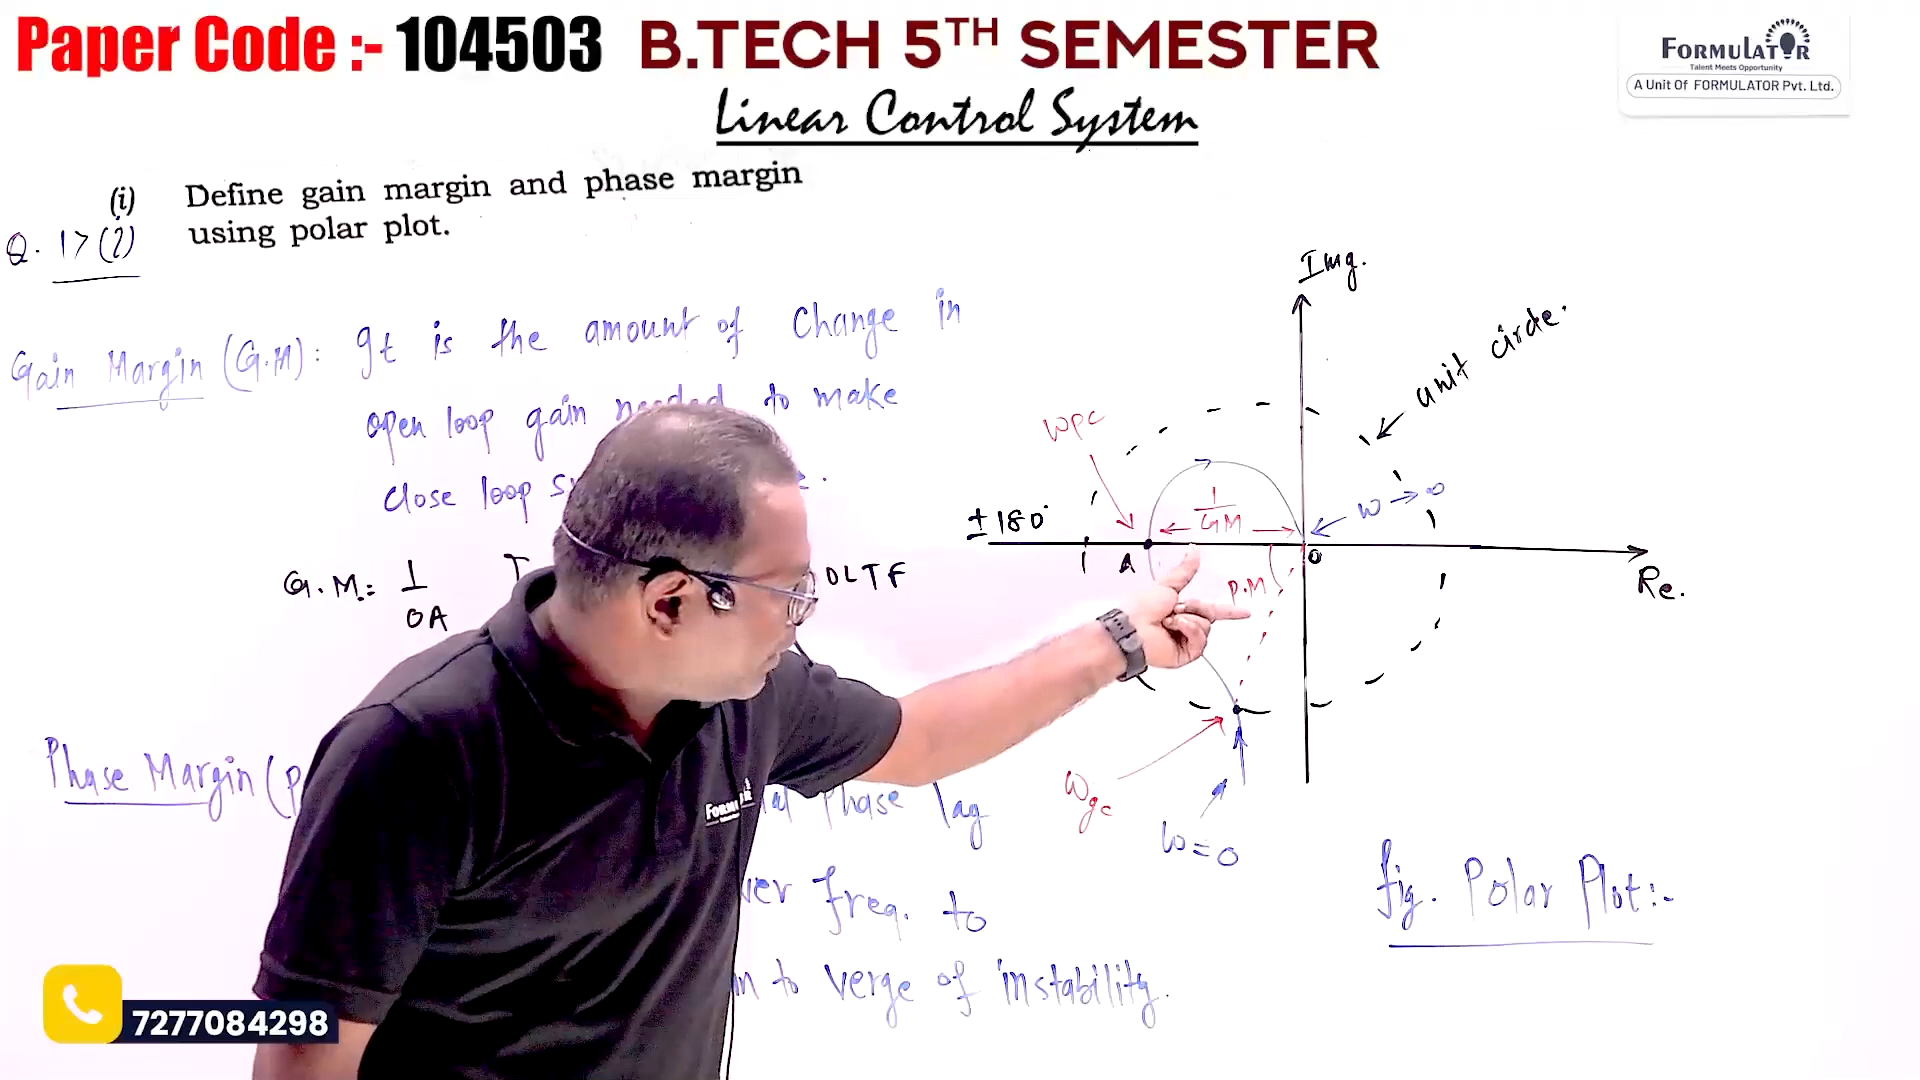 Paper Code :- 104503 B.TECH 5TH SEMESTER
Linear Control System
FORMULATOR
Talent Meets Opportunity
A Unit Of FORMULATOR Pvt. Ltd.
(i) Define gain margin and phase margin
using polar plot.
Q. 1>(i)
Gain Margin (G.M): It is the amount of Change in
open loop gain needed to make
close loop
G.M.= 1/OA
OLTF
Phase Margin (P
Phase lag
freq. to
to verge of instability.
Img.
unit circle.
ωpc
± 180°
1/GM
ω → ∞
A
O
P.M
Re.
ωgc
ω = 0
fig. Polar Plot:-
7277084298